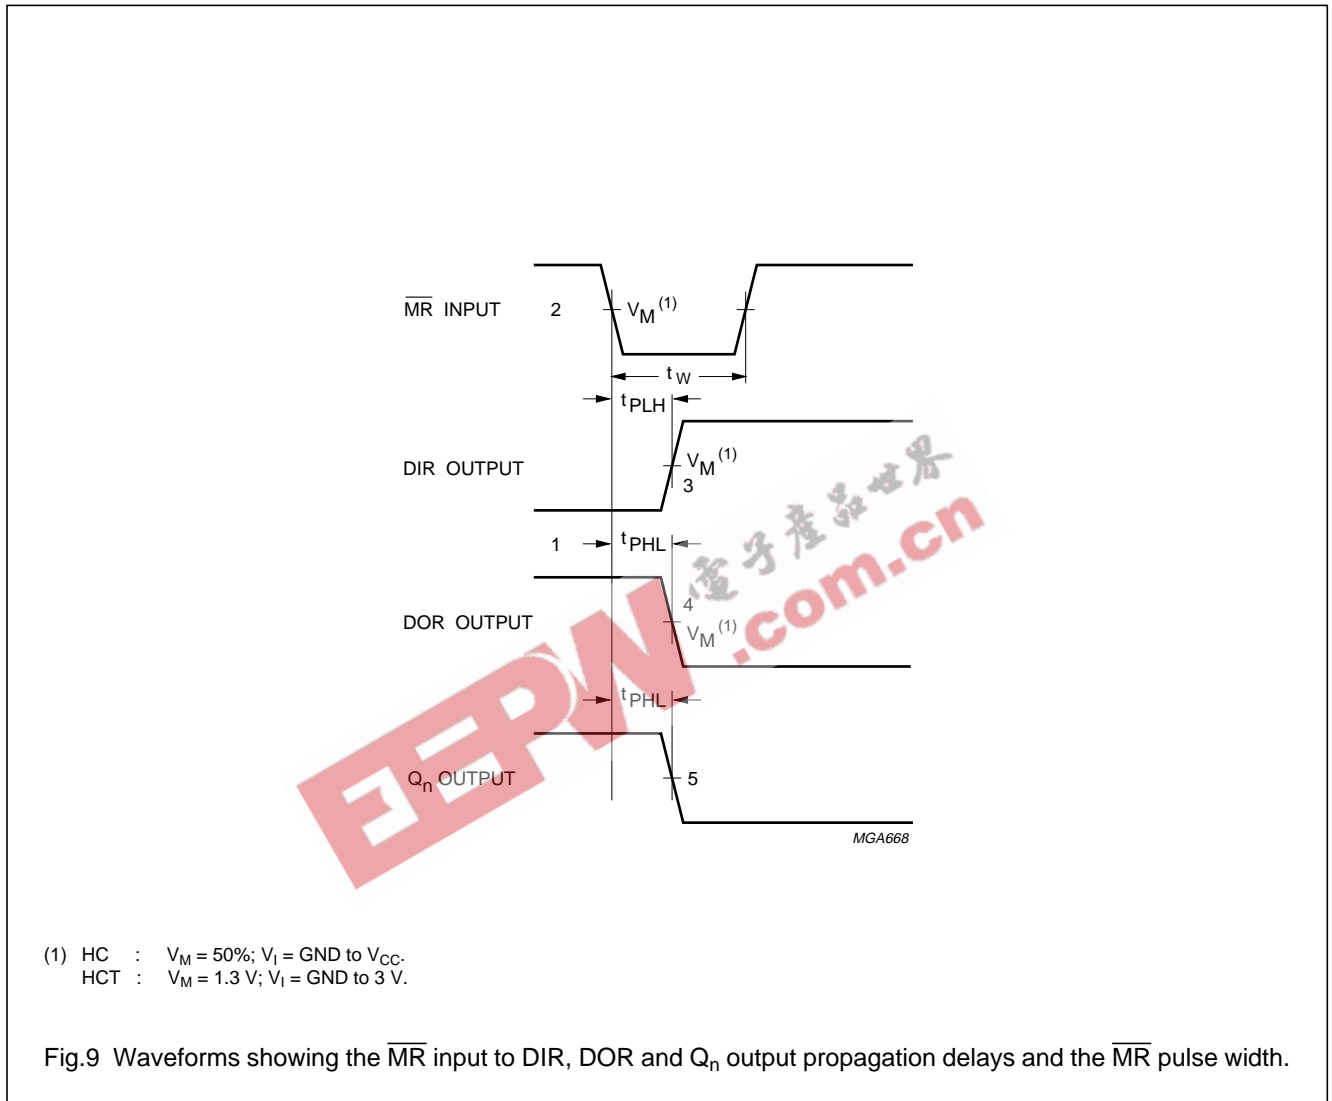 MR INPUT 2 VM (1)
tW
tPLH
DIR OUTPUT VM (1)
3
1 tPHL
4
DOR OUTPUT VM (1)
tPHL
Qn OUTPUT 5
MGA668
EEPW
電子產品世界
.com.cn
(1) HC : VM = 50%; VI = GND to VCC.
HCT : VM = 1.3 V; VI = GND to 3 V.
Fig.9 Waveforms showing the MR input to DIR, DOR and Qn output propagation delays and the MR pulse width.